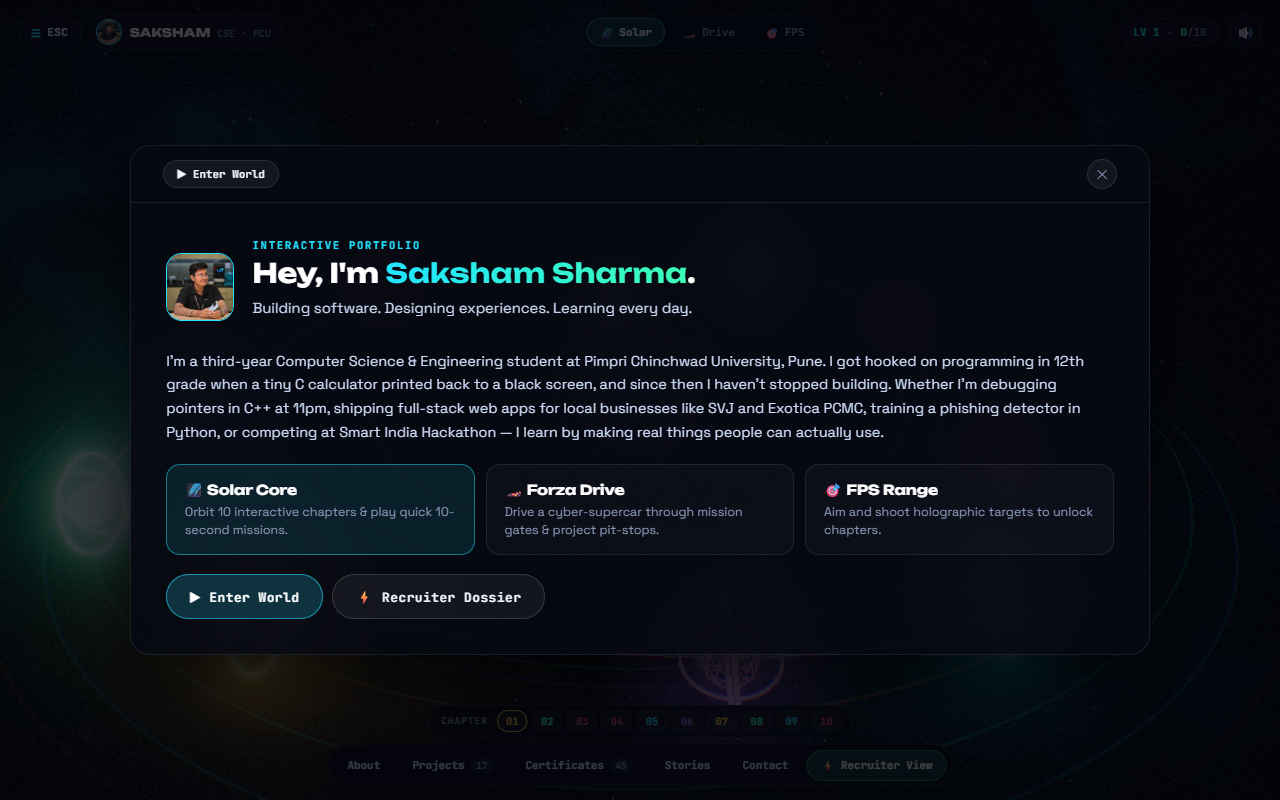 ESC
SAKSHAM CSE · PCU
Solar
Drive
FPS
LV 1 · 0/10
Enter World
INTERACTIVE PORTFOLIO
Hey, I'm Saksham Sharma.
Building software. Designing experiences. Learning every day.
I'm a third-year Computer Science & Engineering student at Pimpri Chinchwad University, Pune. I got hooked on programming in 12th
grade when a tiny C calculator printed back to a black screen, and since then I haven't stopped building. Whether I'm debugging
pointers in C++ at 11pm, shipping full-stack web apps for local businesses like SVJ and Exotica PCMC, training a phishing detector in
Python, or competing at Smart India Hackathon — I learn by making real things people can actually use.
Solar Core
Orbit 10 interactive chapters & play quick 10-
second missions.
Forza Drive
Drive a cyber-supercar through mission
gates & project pit-stops.
FPS Range
Aim and shoot holographic targets to unlock
chapters.
Enter World
Recruiter Dossier
CHAPTER 01 02 03 04 05 06 07 08 09 10
About
Projects 17
Certificates 45
Stories
Contact
Recruiter View